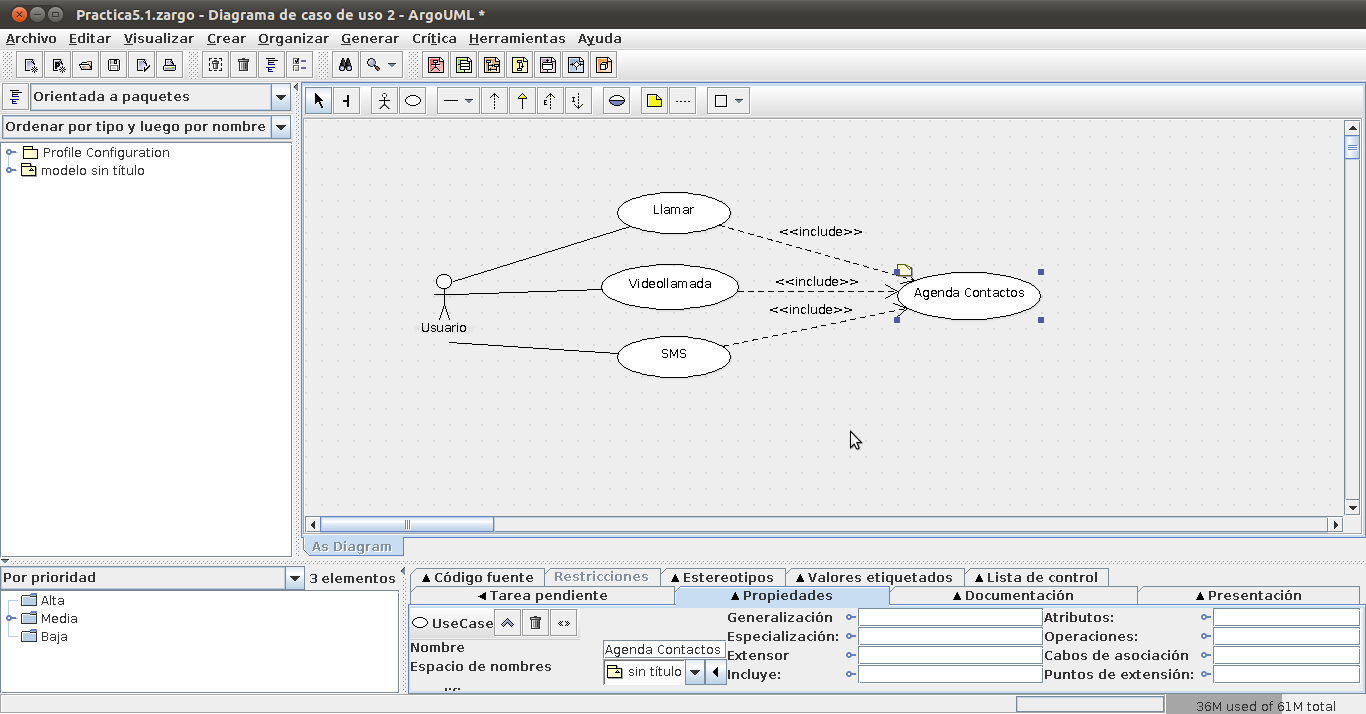 Practica5.1.zargo - Diagrama de caso de uso 2 - ArgoUML *
Archivo Editar Visualizar Crear Organizar Generar Crítica Herramientas Ayuda
Orientada a paquetes
Ordenar por tipo y luego por nombre
Profile Configuration
modelo sin título
Llamar
<<include>>
Videollamada
<<include>>
Agenda Contactos
<<include>>
Usuario
SMS
As Diagram
Por prioridad
3 elementos
Alta
Media
Baja
Código fuente Restricciones Estereotipos Valores etiquetados Lista de control
Tarea pendiente Propiedades Documentación Presentación
UseCase
Nombre Agenda Contactos
Espacio de nombres sin título
Generalización
Especialización:
Extensor
Incluye:
Atributos:
Operaciones:
Cabos de asociación
Puntos de extensión:
36M used of 61M total